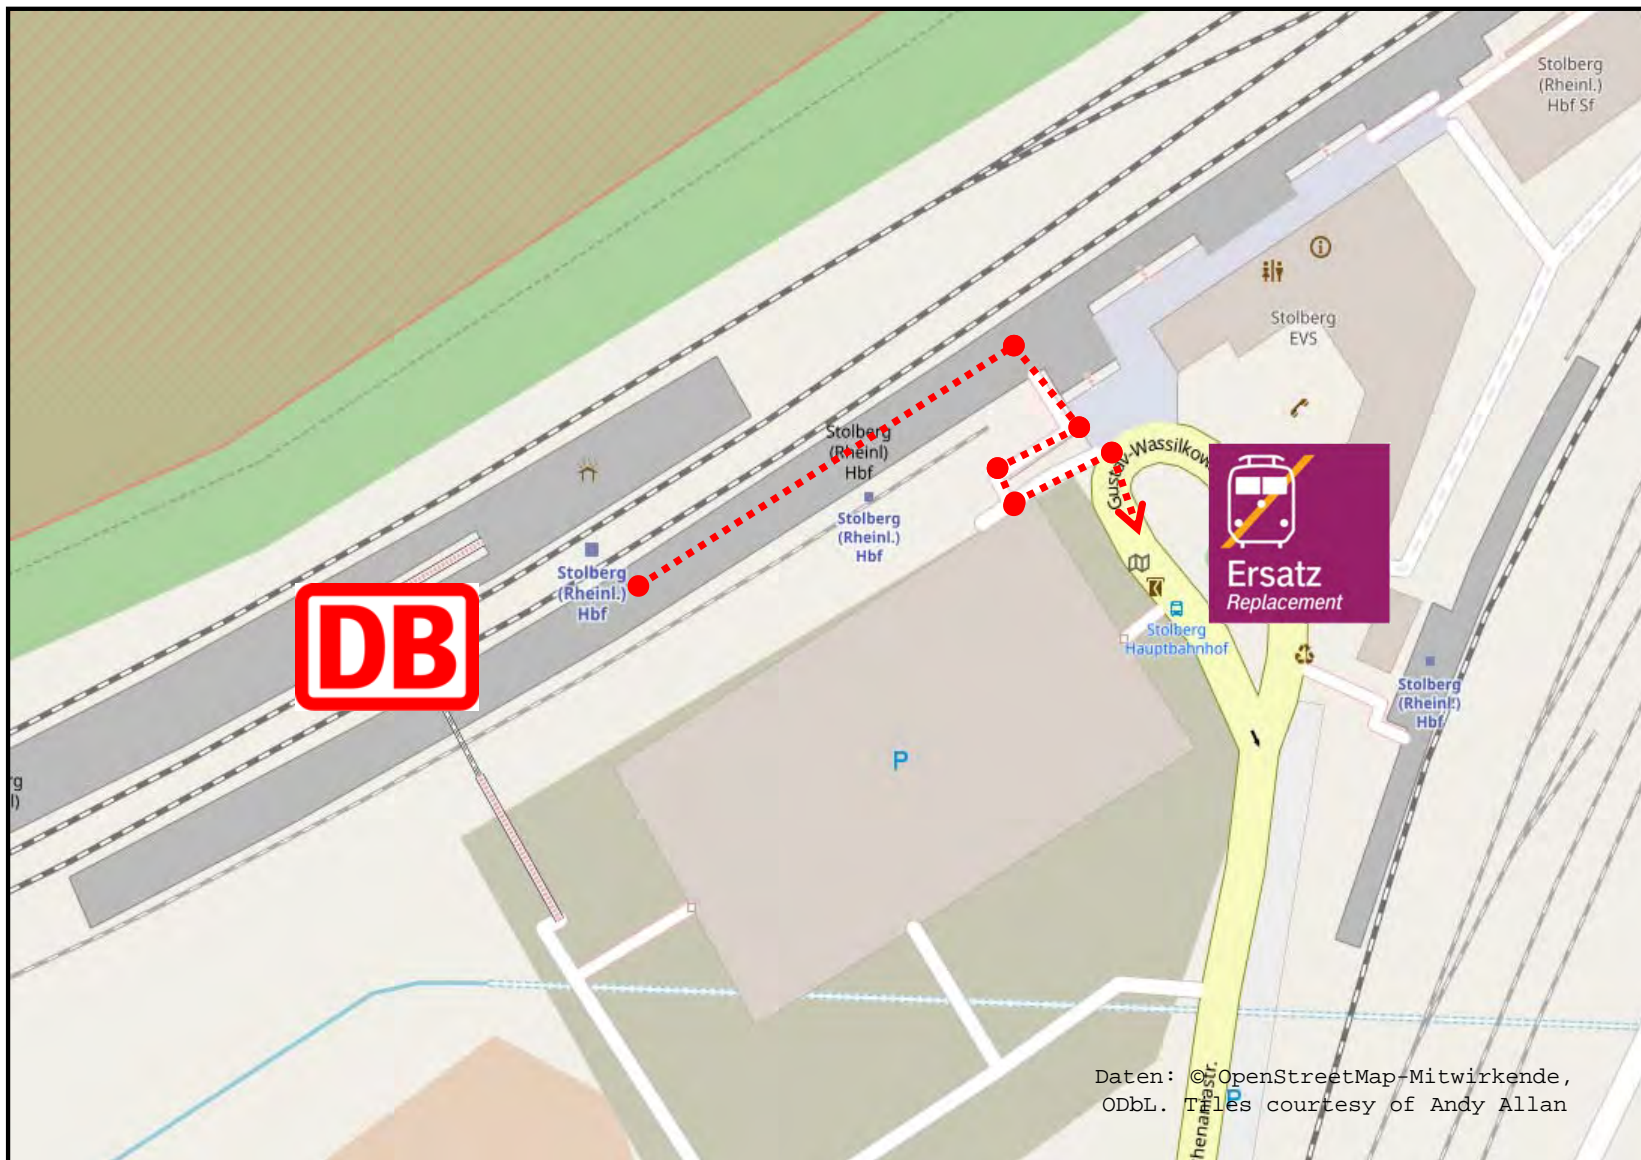 Stolberg
(Rheinl.)
Hbf Sf
Stolberg
EVS
Stolberg
(Rheinl)
Hbf
Gustav-Wassilkow
Stolberg
(Rheinl.)
Hbf
Stolberg
(Rheinl.)
Hbf
DB
Ersatz
Replacement
Stolberg
Hauptbahnhof
Stolberg
(Rheinl.)
Hbf
P
henaniastr.
P
Daten: © OpenStreetMap-Mitwirkende,
ODbL. Tiles courtesy of Andy Allan